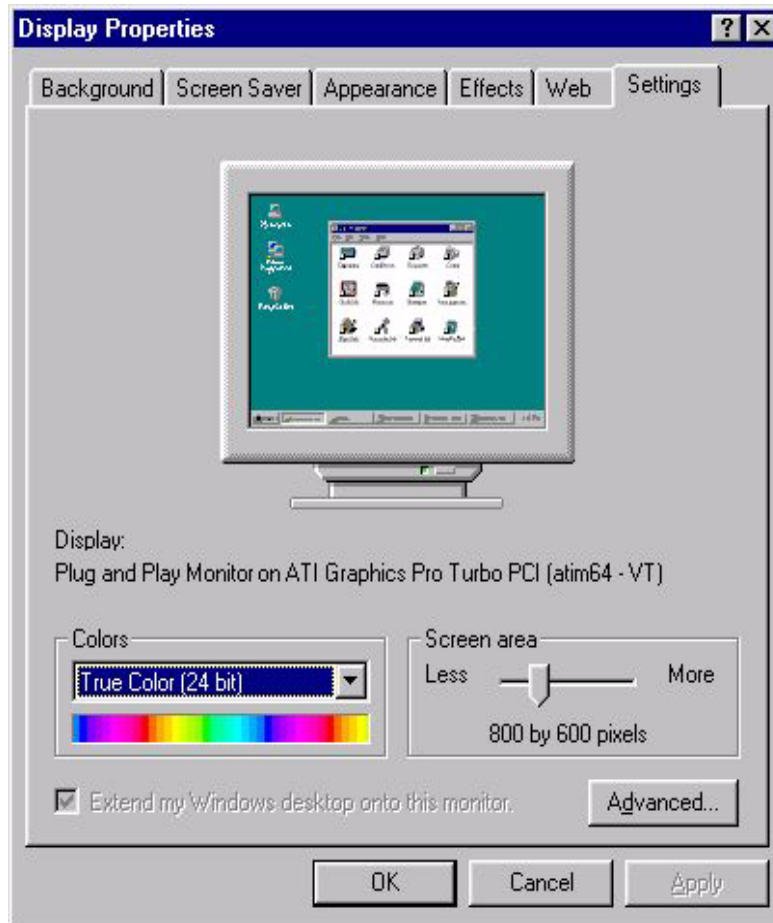 Display Properties
Background Screen Saver Appearance Effects Web Settings
Display:
Plug and Play Monitor on ATI Graphics Pro Turbo PCI (atim64 - VT)
Colors
True Color (24 bit)
Screen area
Less More
800 by 600 pixels
Extend my Windows desktop onto this monitor.
Advanced...
OK Cancel Apply